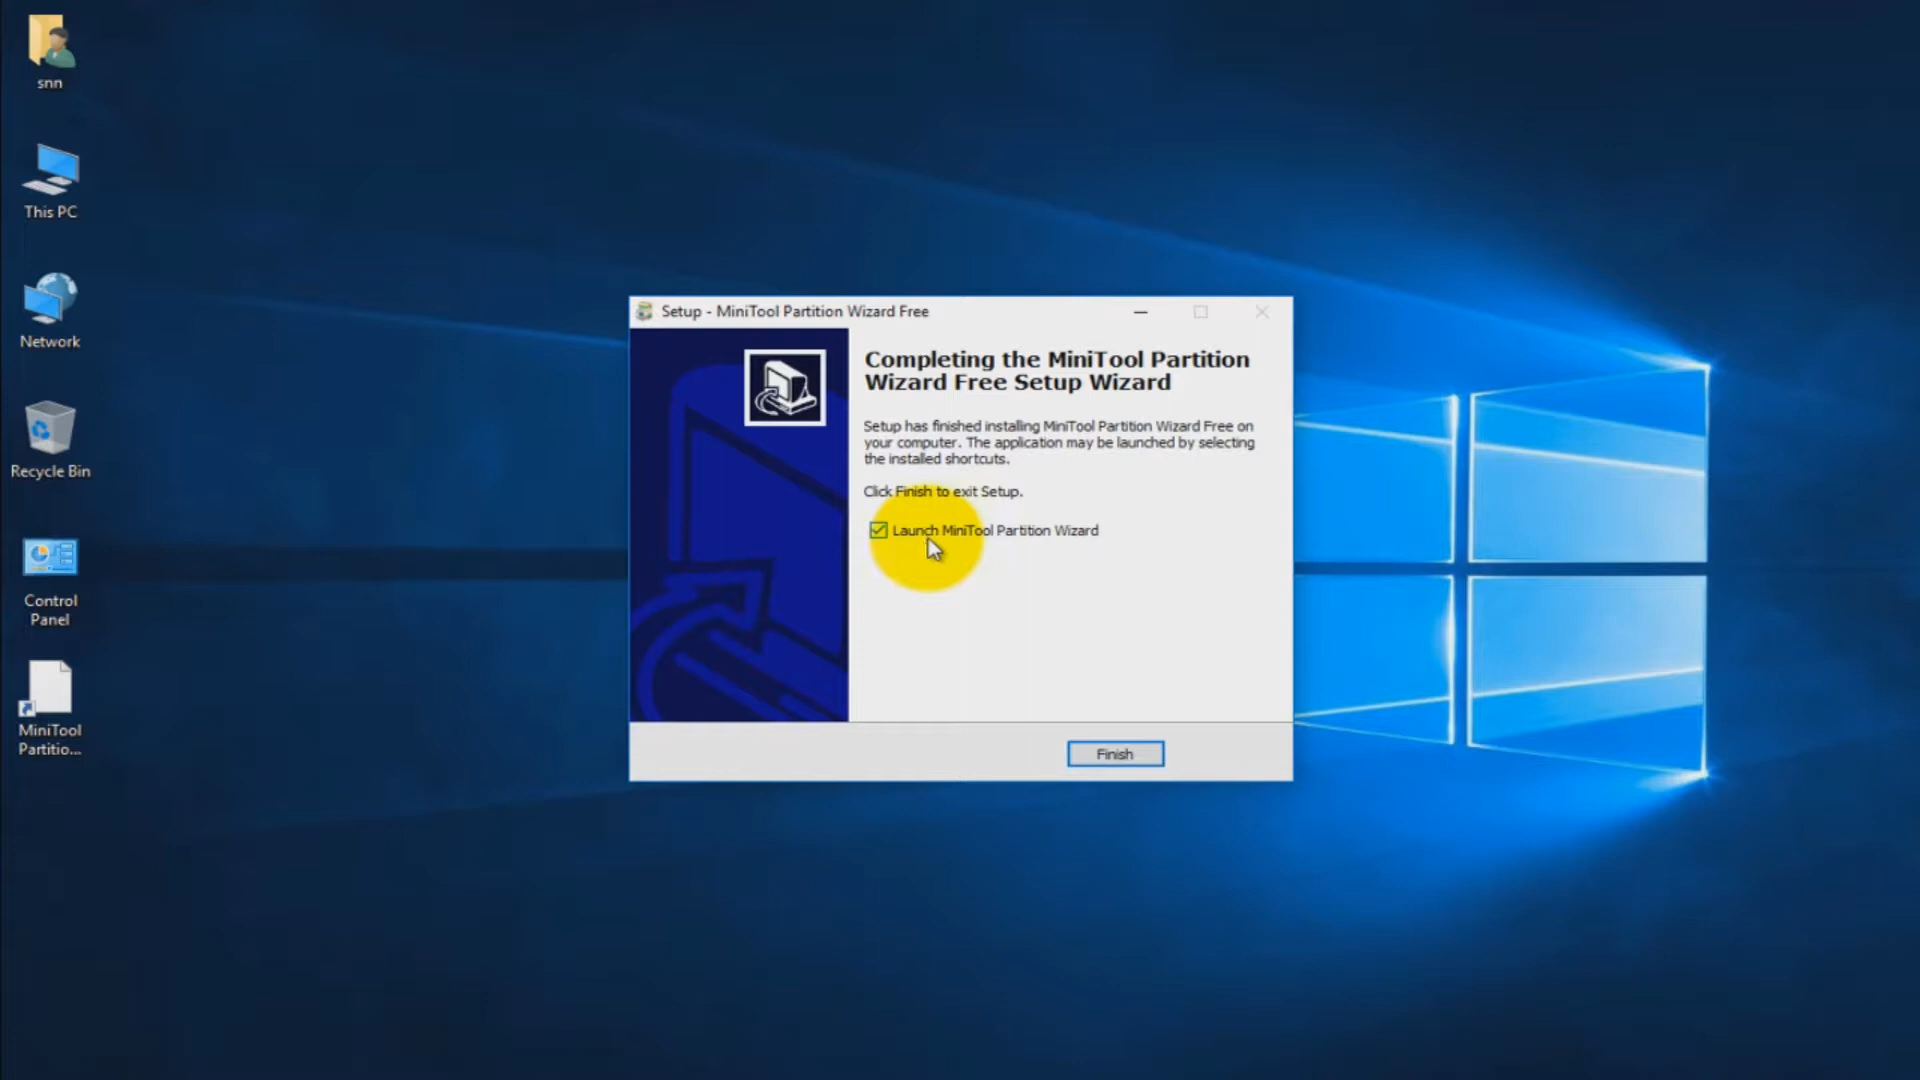 snn
This PC
Network
Recycle Bin
Control
Panel
MiniTool
Partitio...
Setup - MiniTool Partition Wizard Free
Completing the MiniTool Partition
Wizard Free Setup Wizard
Setup has finished installing MiniTool Partition Wizard Free on
your computer. The application may be launched by selecting
the installed shortcuts.
Click Finish to exit Setup.
Launch MiniTool Partition Wizard
Finish